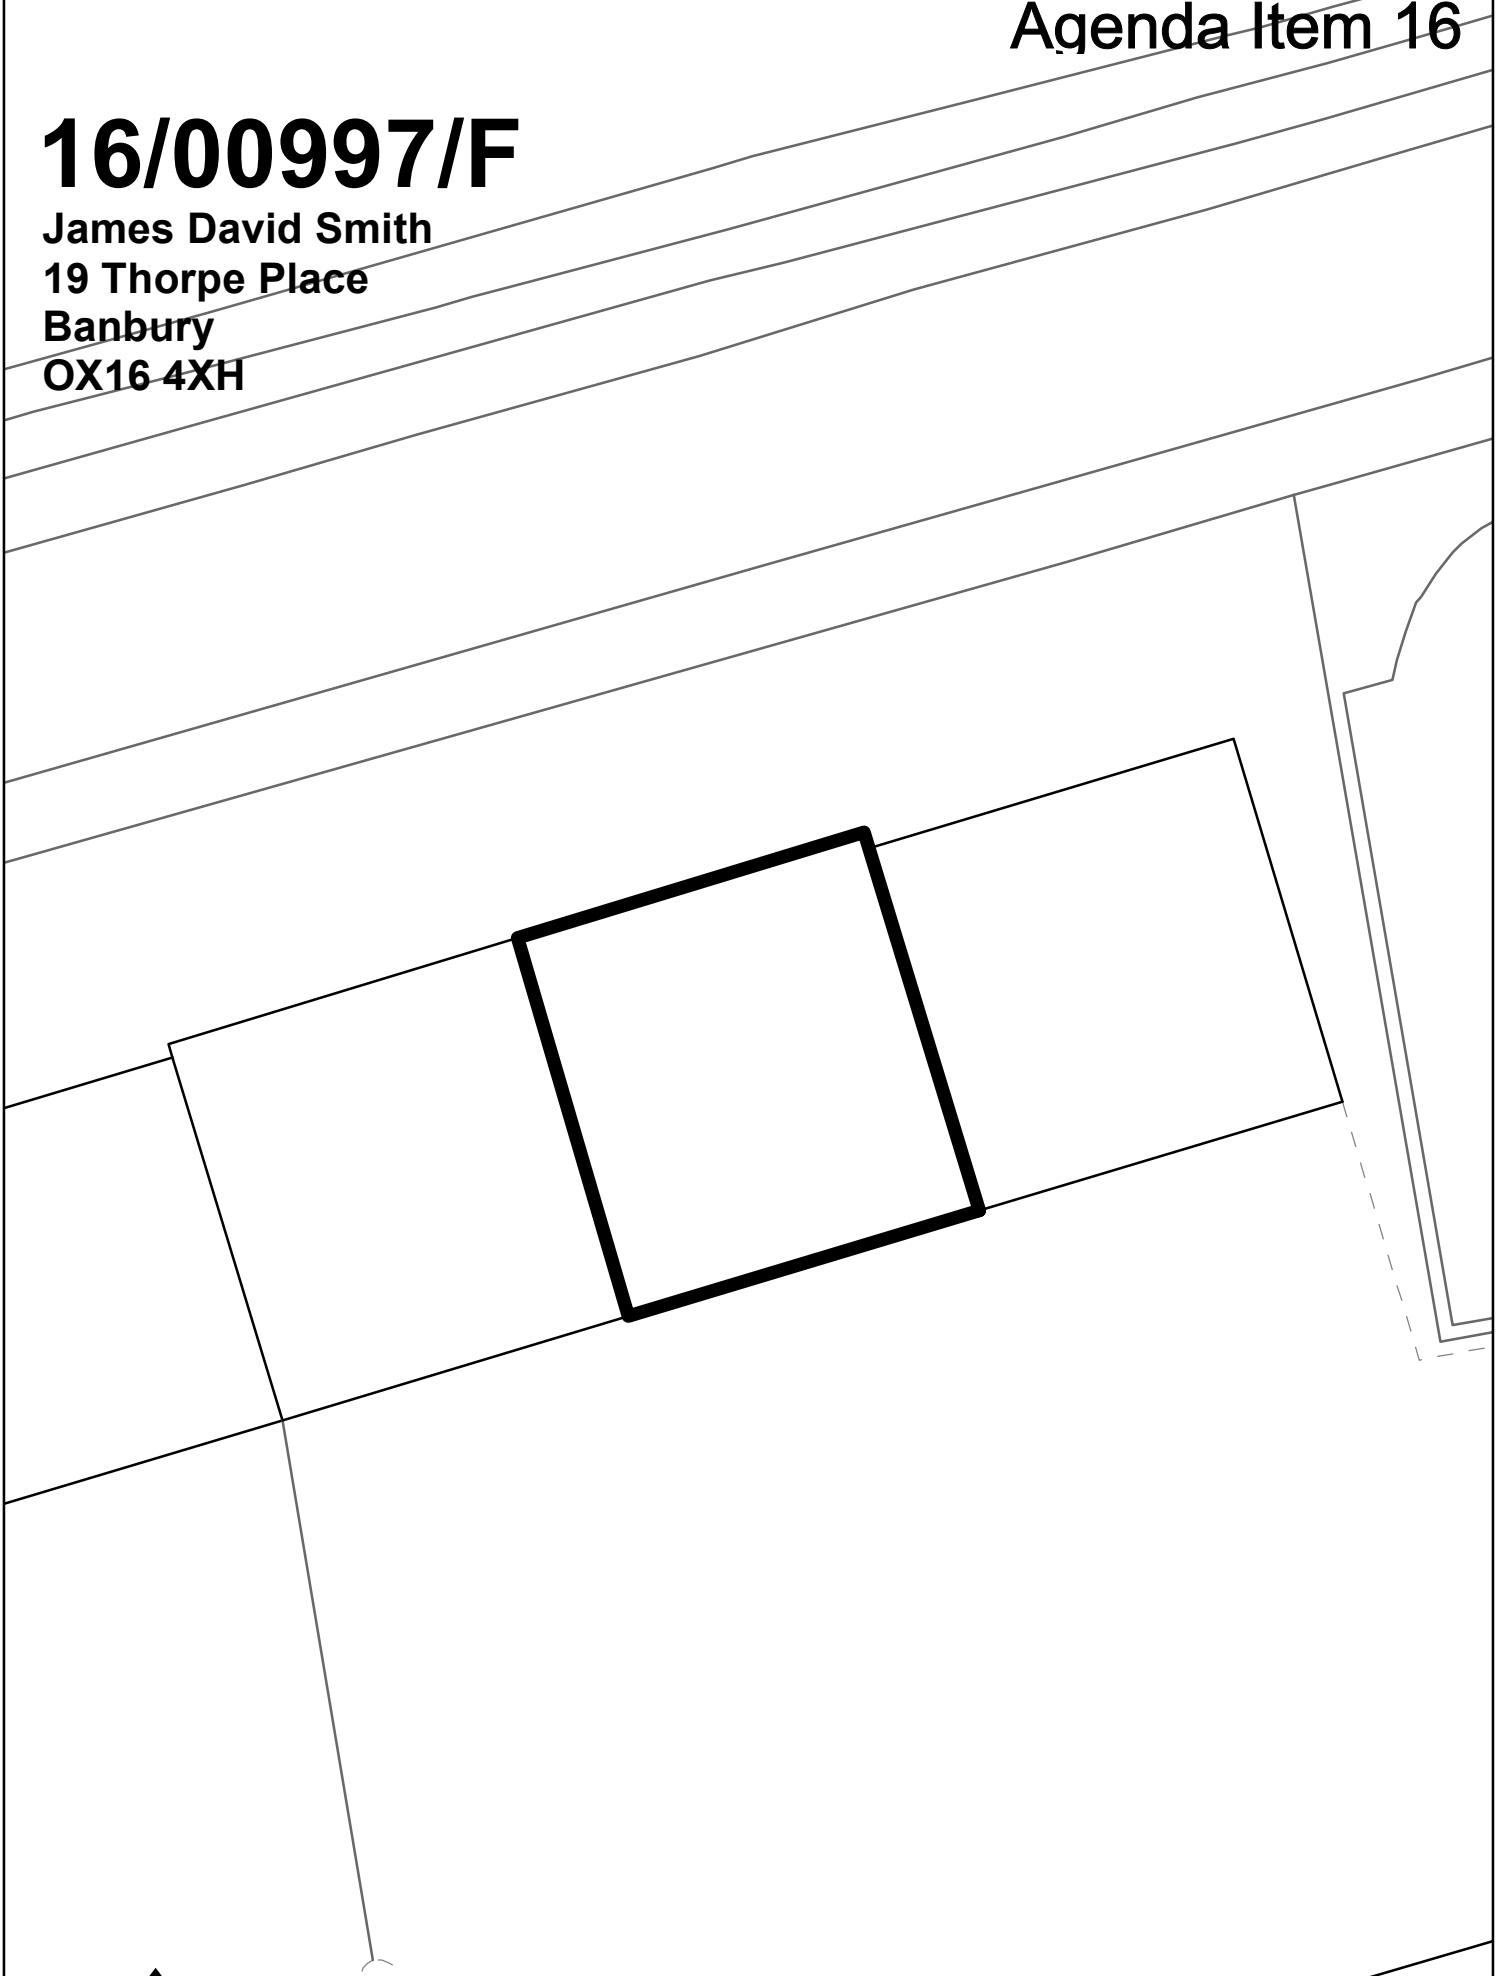 Agenda Item 16
16/00997/F
James David Smith
19 Thorpe Place
Banbury
OX16 4XH